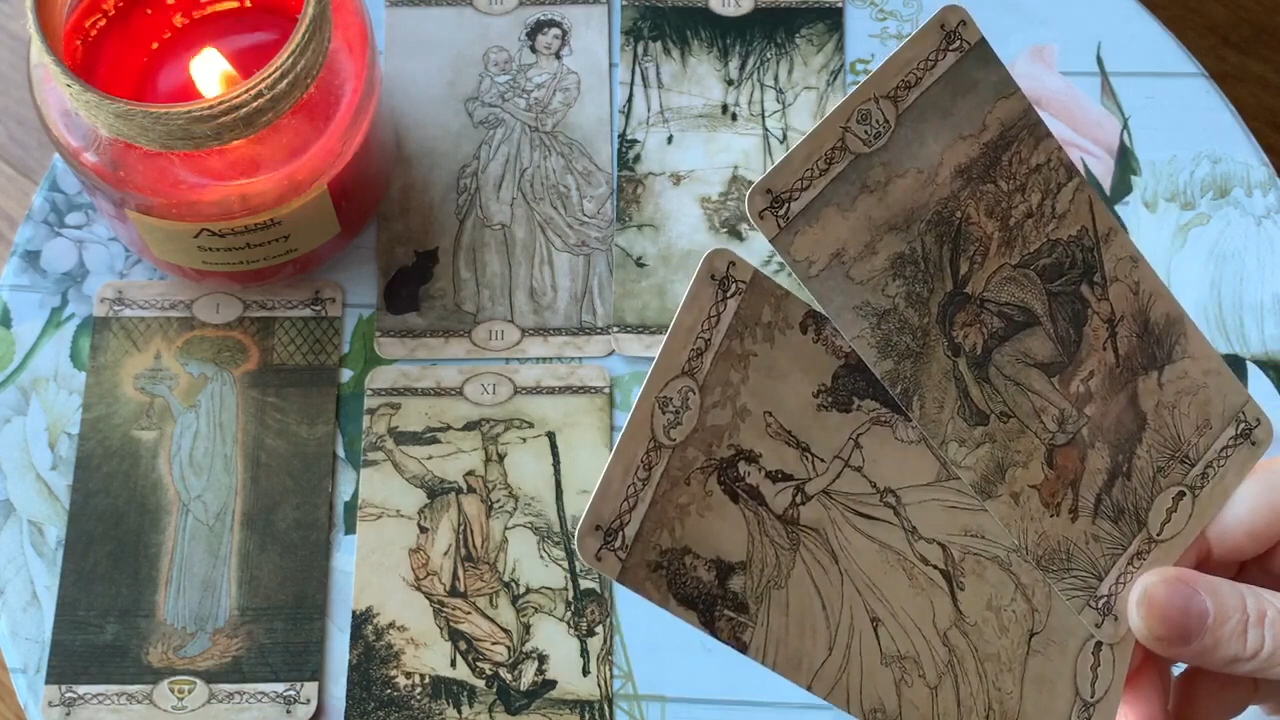 III
IIX
ACCENT
Strawberry
Scented Jar Candle
I
III
XI